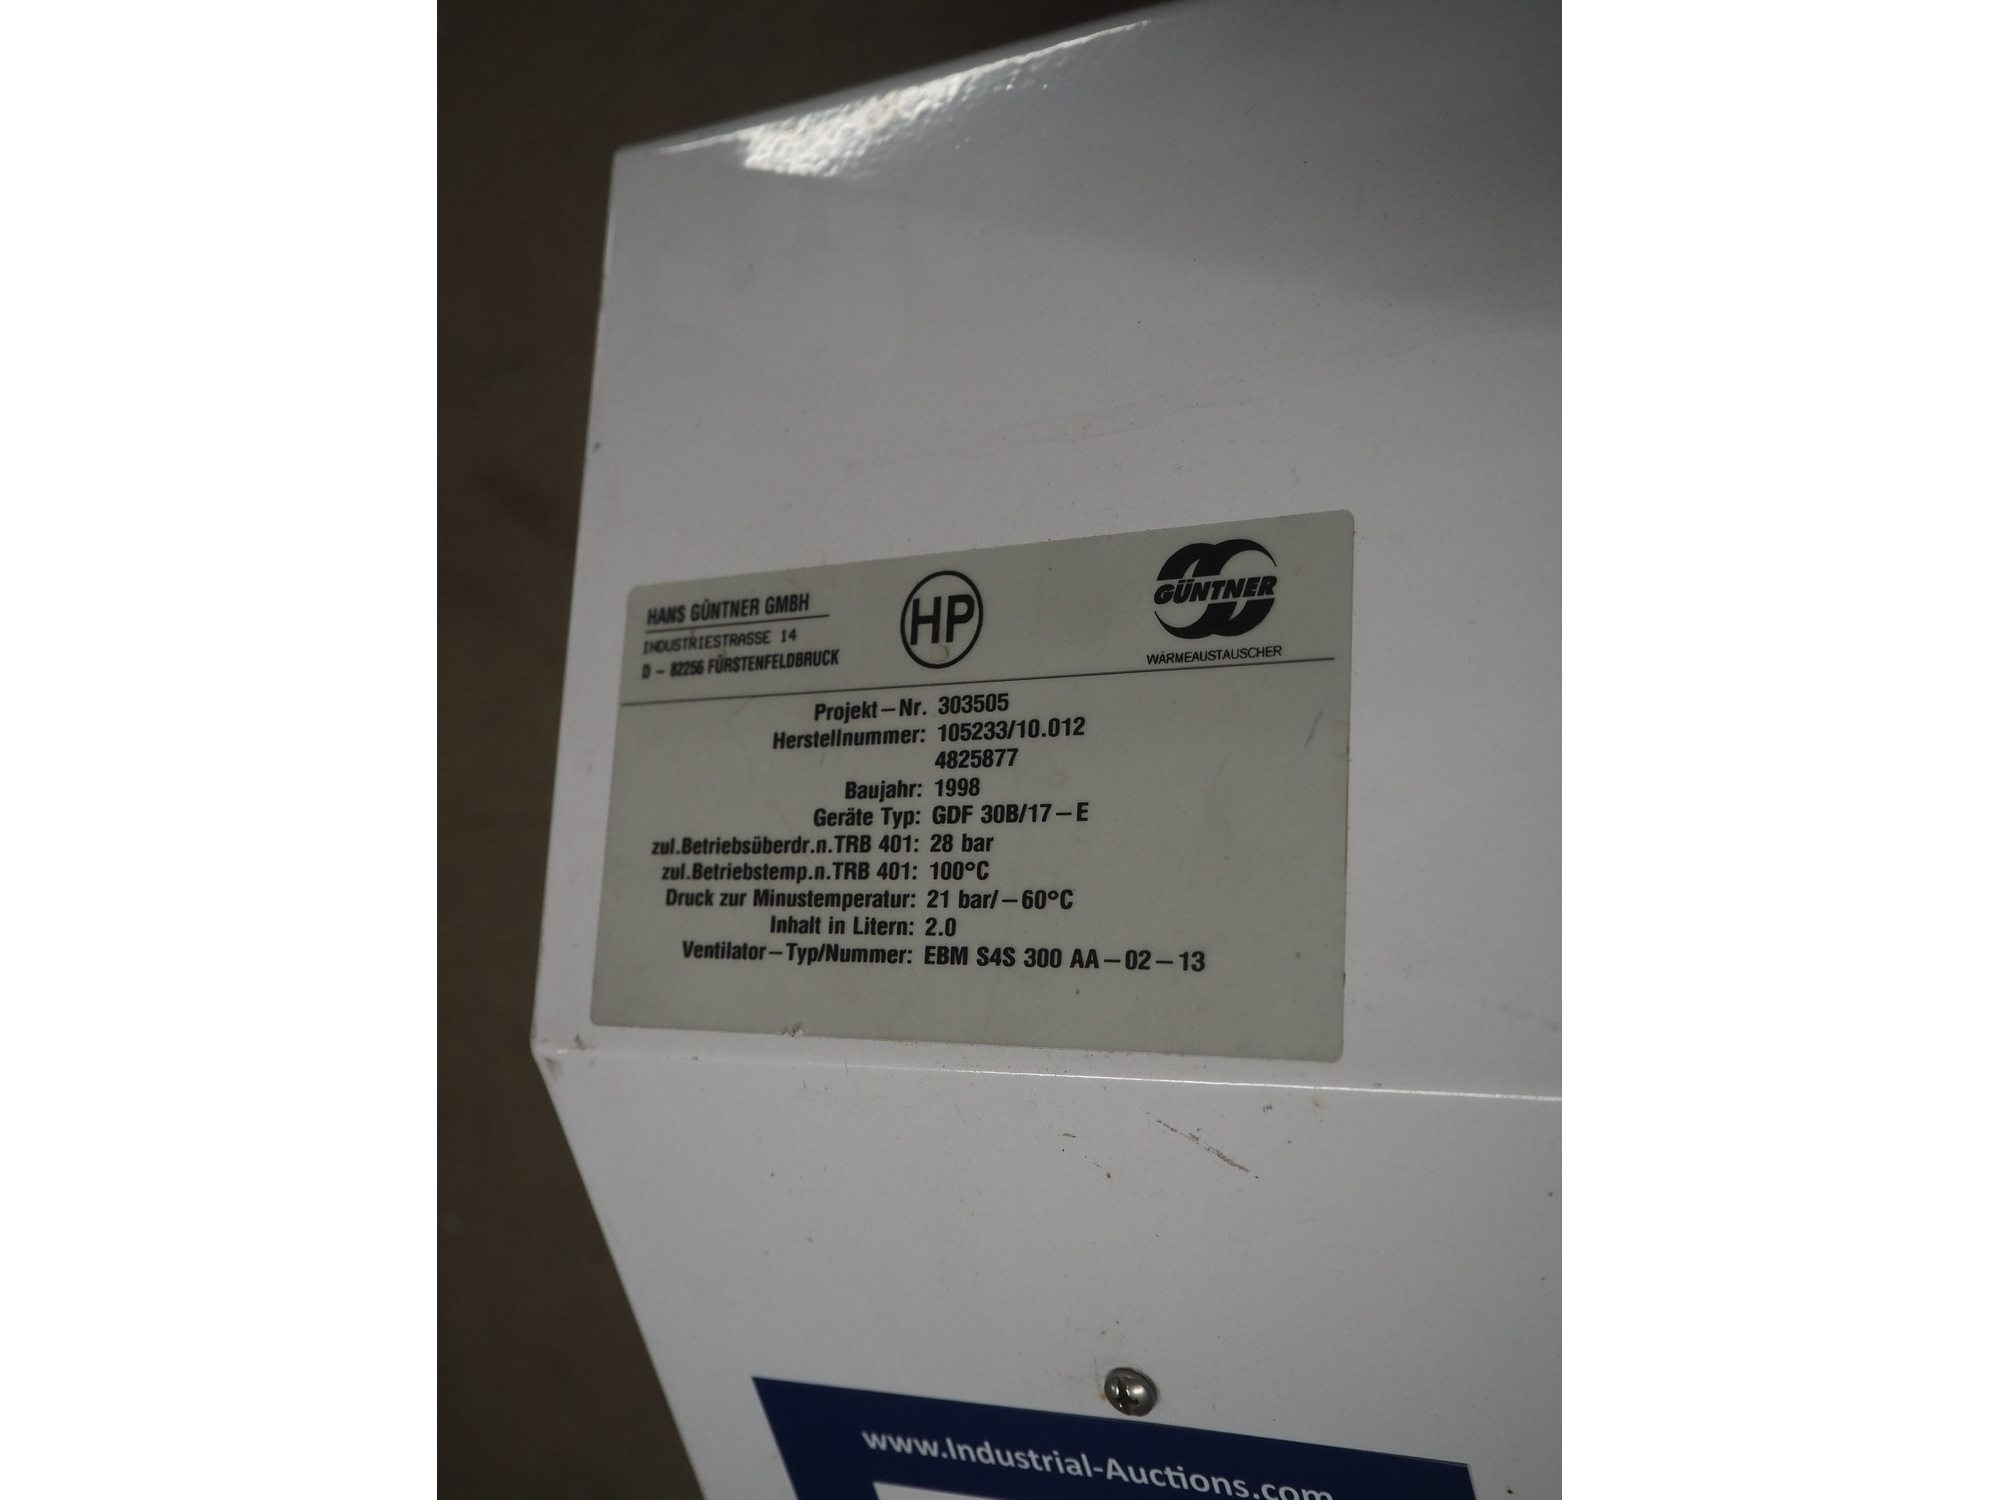 HANS GÜNTNER GMBH
INDUSTRIESTRASSE 14
D – 82256 FÜRSTENFELDBRUCK
HP
GÜNTNER
WÄRMEAUSTAUSCHER
Projekt–Nr. 303505
Herstellnummer: 105233/10.012
4825877
Baujahr: 1998
Geräte Typ: GDF 30B/17–E
zul.Betriebsüberdr.n.TRB 401: 28 bar
zul.Betriebstemp.n.TRB 401: 100°C
Druck zur Minustemperatur: 21 bar/–60°C
Inhalt in Litern: 2.0
Ventilator–Typ/Nummer: EBM S4S 300 AA–02–13
www.Industrial-Auctions.com